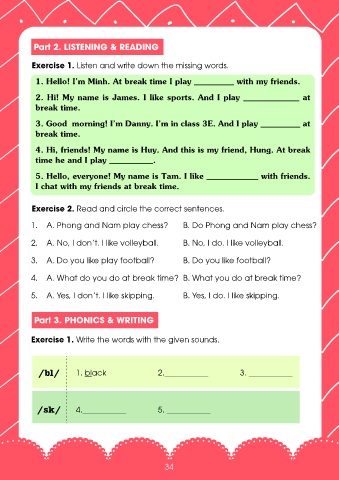 Part 2. LISTENING & READING
Exercise 1. Listen and write down the missing words.
1. Hello! I'm Minh. At break time I play _________ with my friends.
2. Hi! My name is James. I like sports. And I play ____________ at
break time.
3. Good morning! I'm Danny. I'm in class 3E. And I play _________ at
break time.
4. Hi, friends! My name is Huy. And this is my friend, Hung. At break
time he and I play __________.
5. Hello, everyone! My name is Tam. I like ____________ with friends.
I chat with my friends at break time.
Exercise 2. Read and circle the correct sentences.
1. A. Phong and Nam play chess? B. Do Phong and Nam play chess?
2. A. No, I don't. I like volleyball. B. No, I do. I like volleyball.
3. A. Do you like play football? B. Do you like football?
4. A. What do you do at break time? B. What you do at break time?
5. A. Yes, I don't. I like skipping. B. Yes, I do. I like skipping.
Part 3. PHONICS & WRITING
Exercise 1. Write the words with the given sounds.
/bl/ 1. black 2.__________ 3. __________
/sk/ 4.__________ 5. __________
34